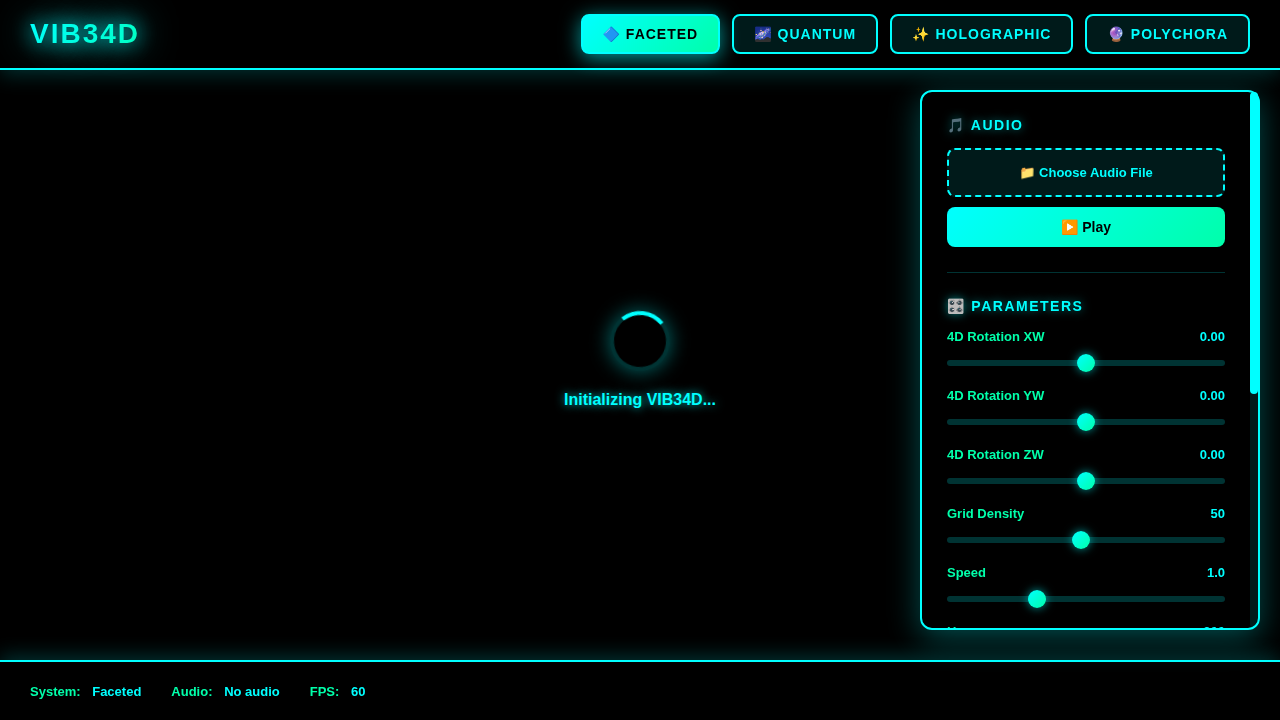 VIB34D
🔷 FACETED
🌌 QUANTUM
✨ HOLOGRAPHIC
🔮 POLYCHORA
🎵 AUDIO
📁 Choose Audio File
▶️ Play
🎛️ PARAMETERS
4D Rotation XW 0.00
4D Rotation YW 0.00
4D Rotation ZW 0.00
Grid Density 50
Speed 1.0
Initializing VIB34D...
System: Faceted Audio: No audio FPS: 60